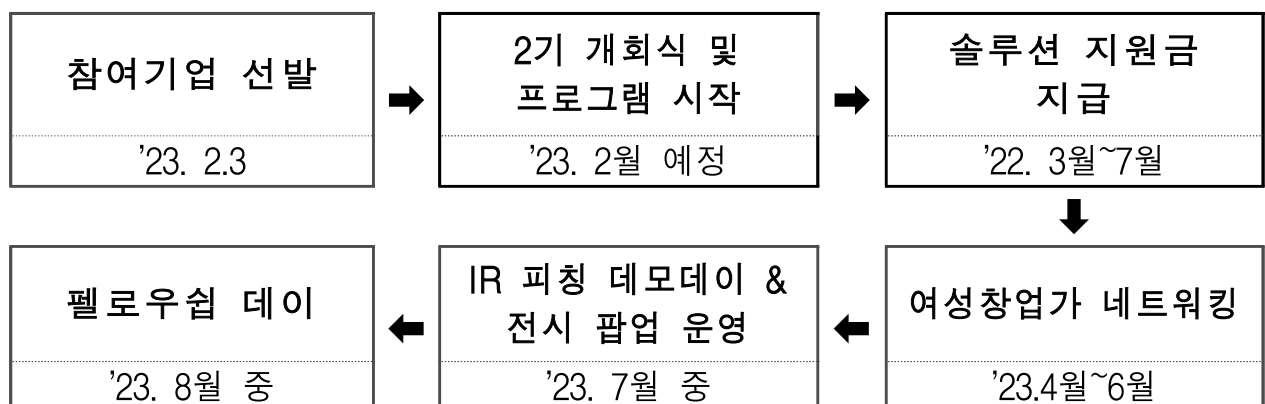 참여기업 선발
'23. 2.3
2기 개회식 및
프로그램 시작
'23. 2월 예정
솔루션 지원금
지급
'22. 3월~7월
여성창업가 네트워킹
'23.4월~6월
IR 피칭 데모데이 &
전시 팝업 운영
'23. 7월 중
펠로우쉽 데이
'23. 8월 중